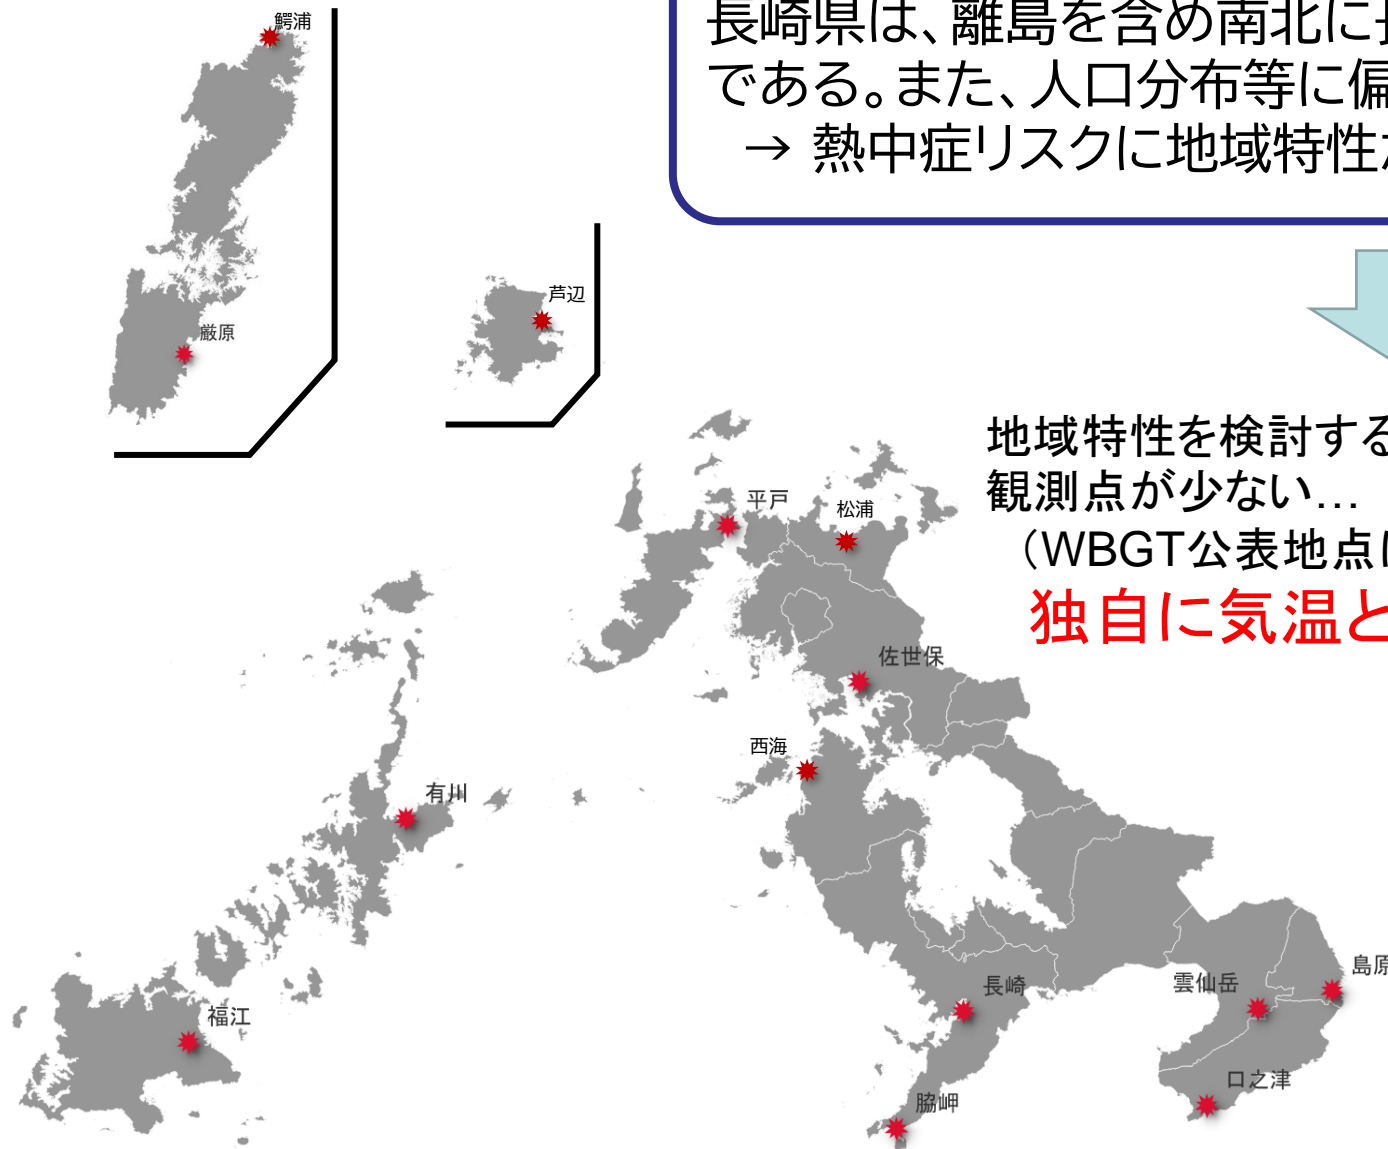 長崎県は、離島を含め南北に長
である。また、人口分布等に偏
→ 熱中症リスクに地域特性が
鰐浦
厳原
芦辺
地域特性を検討する
観測点が少ない…
（WBGT公表地点は
独自に気温と
平戸
松浦
佐世保
西海
有川
福江
長崎
雲仙岳
島原
口之津
脇岬